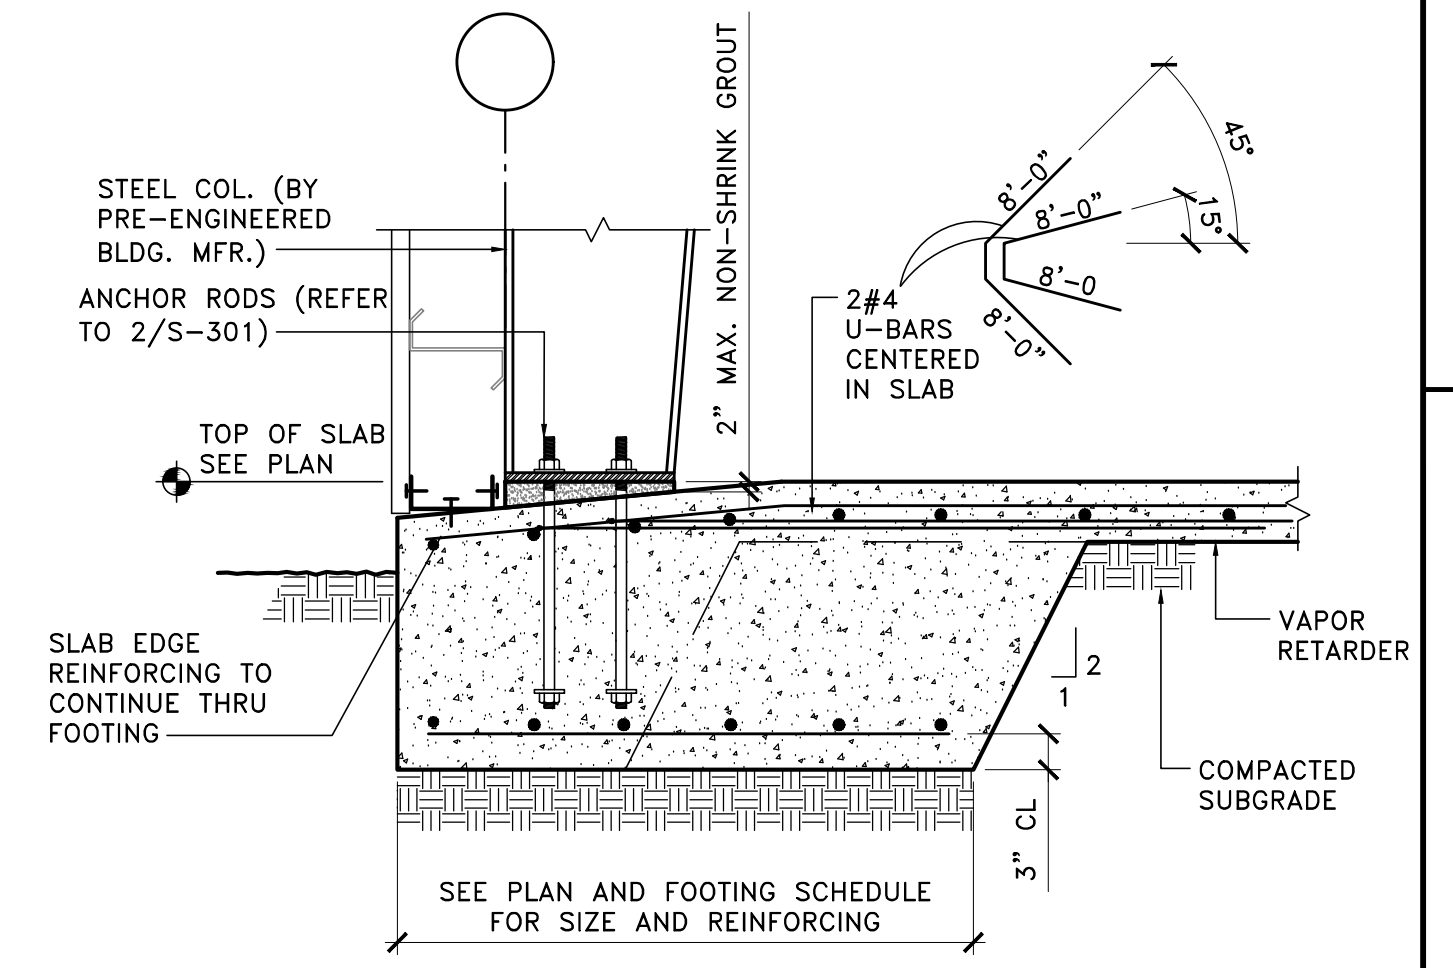 STEEL COL. (BY
PRE-ENGINEERED
BLDG. MFR.)
ANCHOR RODS (REFER
TO 2/S-301)
TOP OF SLAB
SEE PLAN
SLAB EDGE
REINFORCING TO
CONTINUE THRU
FOOTING
2" MAX. NON-SHRINK GROUT
8'-0"
8'-0"
8'-0
8'-0"
45°
15°
2#4
U-BARS
CENTERED
IN SLAB
VAPOR
RETARDER
2
1
COMPACTED
SUBGRADE
3" CL
SEE PLAN AND FOOTING SCHEDULE
FOR SIZE AND REINFORCING